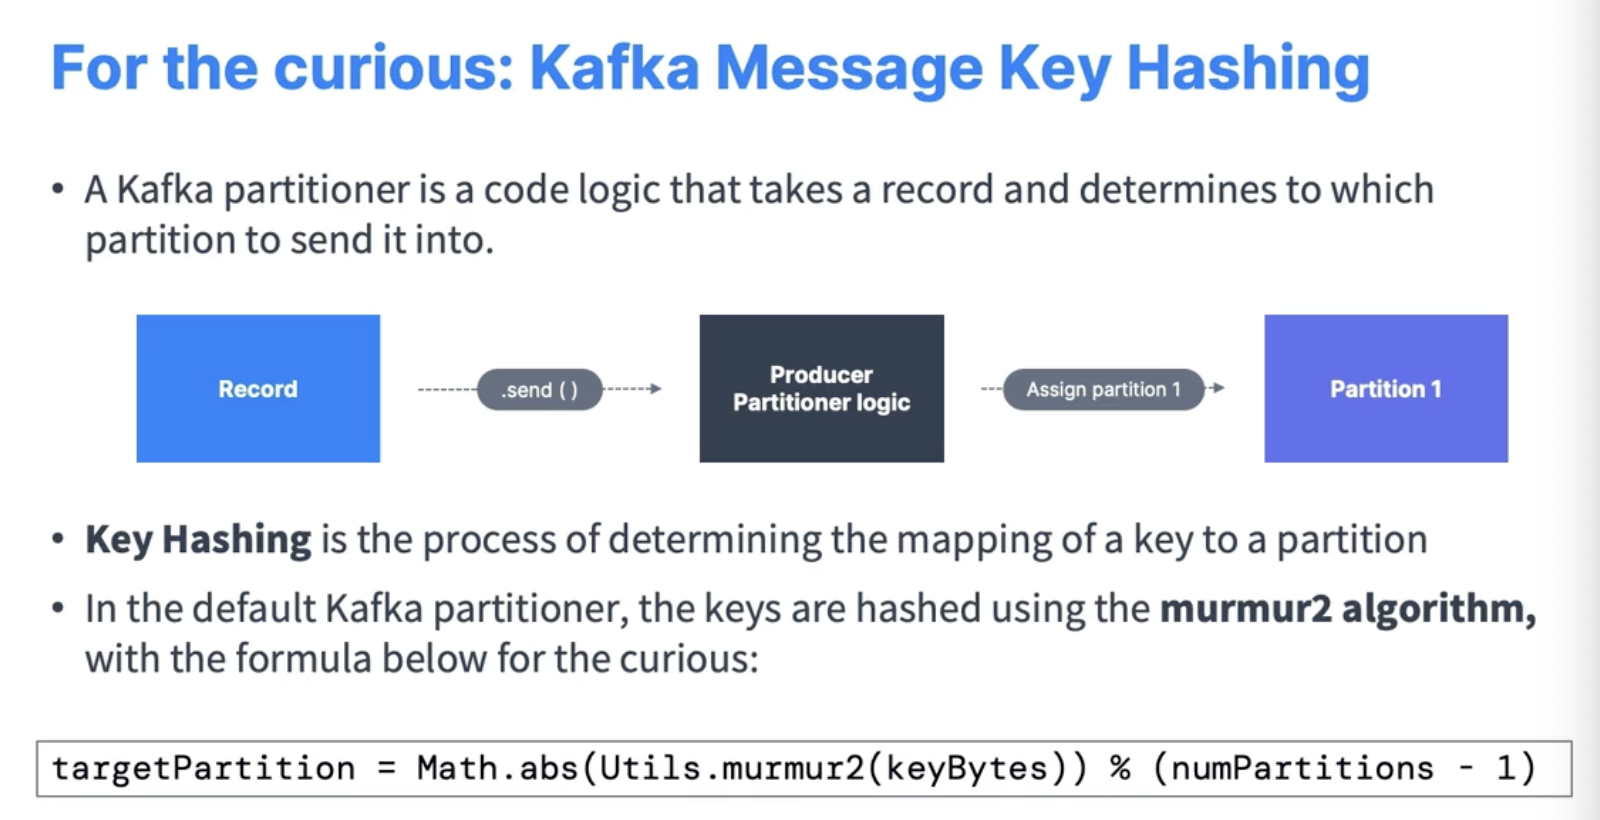 For the curious: Kafka Message Key Hashing
• A Kafka partitioner is a code logic that takes a record and determines to which
partition to send it into.
Record
.send ( )
Producer
Partitioner logic
Assign partition 1
Partition 1
• Key Hashing is the process of determining the mapping of a key to a partition
• In the default Kafka partitioner, the keys are hashed using the murmur2 algorithm,
with the formula below for the curious:
targetPartition = Math.abs(Utils.murmur2(keyBytes)) % (numPartitions - 1)